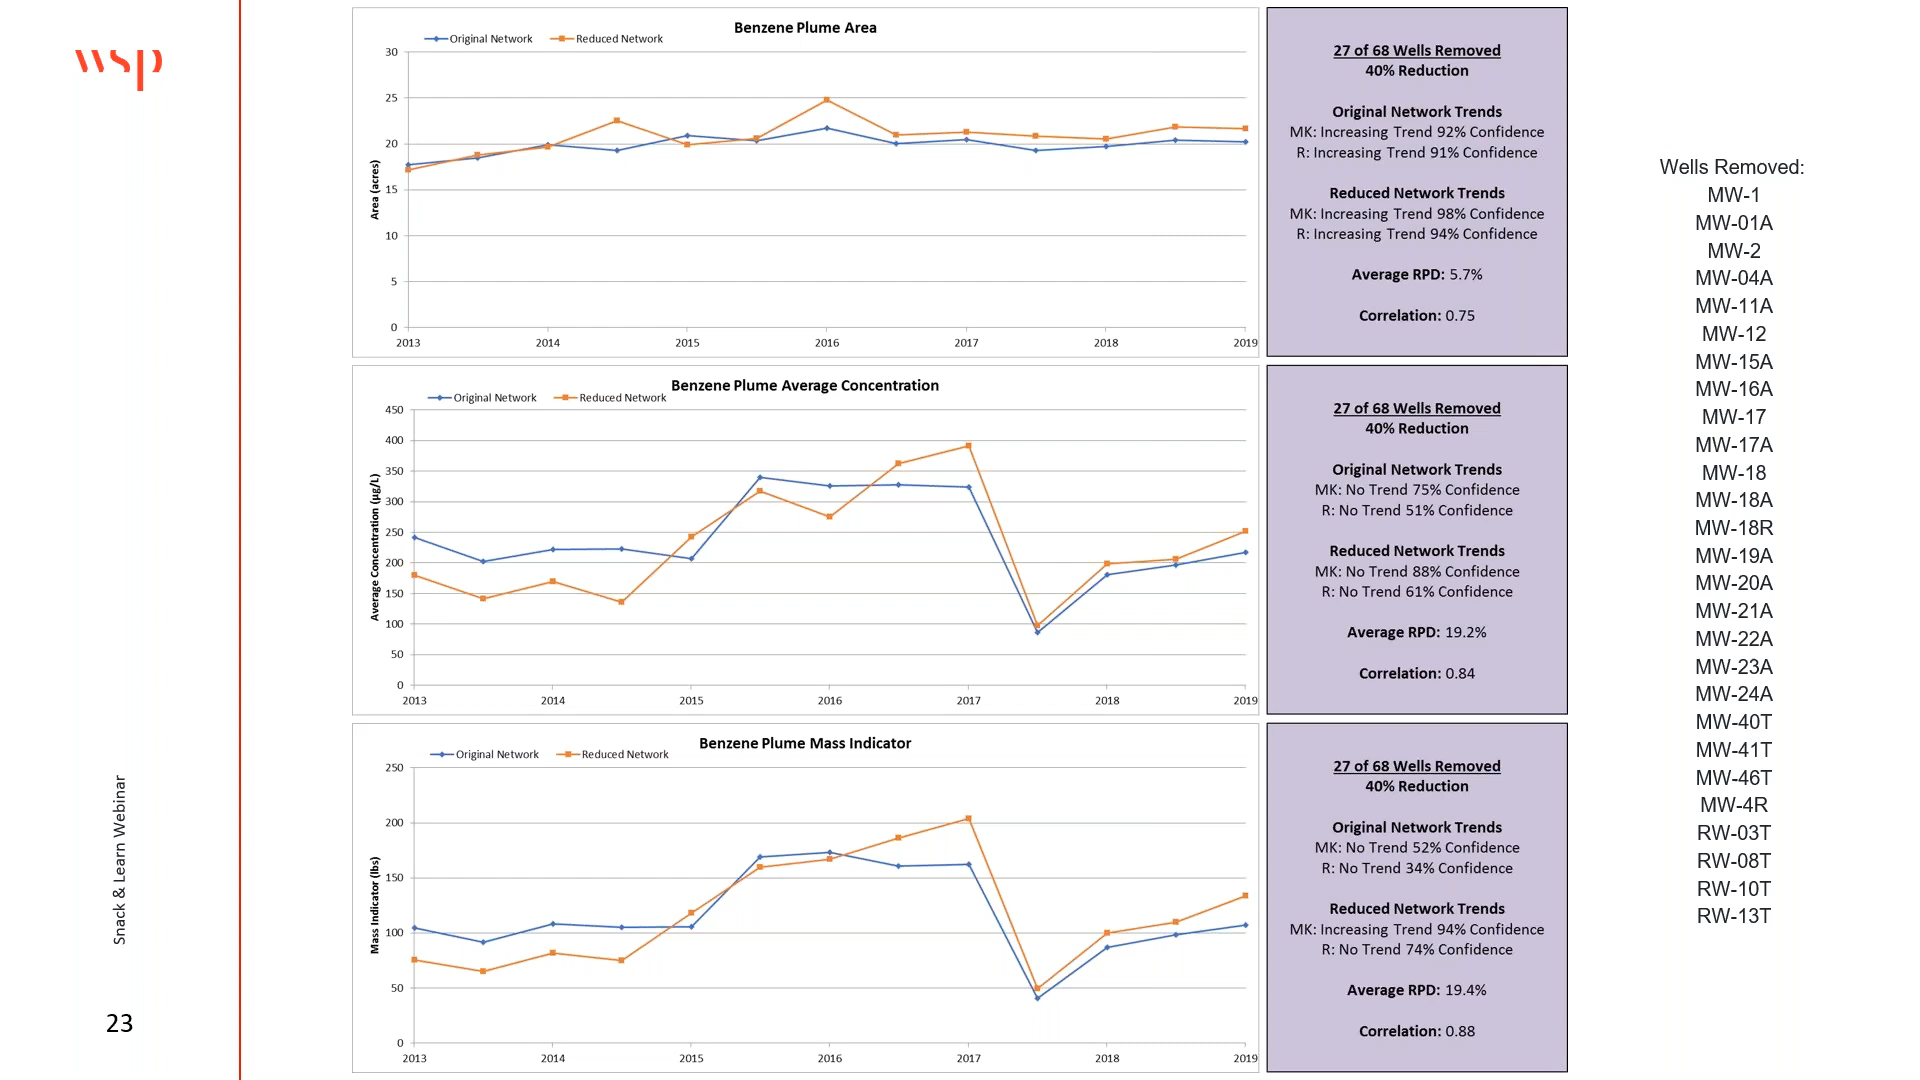 wsp
Snack & Learn Webinar
23
Benzene Plume Area
Original Network
Reduced Network
Area (acres)
30
25
20
15
10
5
0
2013
2014
2015
2016
2017
2018
2019
27 of 68 Wells Removed
40% Reduction
Original Network Trends
MK: Increasing Trend 92% Confidence
R: Increasing Trend 91% Confidence
Reduced Network Trends
MK: Increasing Trend 98% Confidence
R: Increasing Trend 94% Confidence
Average RPD: 5.7%
Correlation: 0.75
Benzene Plume Average Concentration
Original Network
Reduced Network
Average Concentration (µg/L)
450
400
350
300
250
200
150
100
50
0
2013
2014
2015
2016
2017
2018
2019
27 of 68 Wells Removed
40% Reduction
Original Network Trends
MK: No Trend 75% Confidence
R: No Trend 51% Confidence
Reduced Network Trends
MK: No Trend 88% Confidence
R: No Trend 61% Confidence
Average RPD: 19.2%
Correlation: 0.84
Benzene Plume Mass Indicator
Original Network
Reduced Network
Mass Indicator (lbs)
250
200
150
100
50
0
2013
2014
2015
2016
2017
2018
2019
27 of 68 Wells Removed
40% Reduction
Original Network Trends
MK: No Trend 52% Confidence
R: No Trend 34% Confidence
Reduced Network Trends
MK: Increasing Trend 94% Confidence
R: No Trend 74% Confidence
Average RPD: 19.4%
Correlation: 0.88
Wells Removed:
MW-1
MW-01A
MW-2
MW-04A
MW-11A
MW-12
MW-15A
MW-16A
MW-17
MW-17A
MW-18
MW-18A
MW-18R
MW-19A
MW-20A
MW-21A
MW-22A
MW-23A
MW-24A
MW-40T
MW-41T
MW-46T
MW-4R
RW-03T
RW-08T
RW-10T
RW-13T